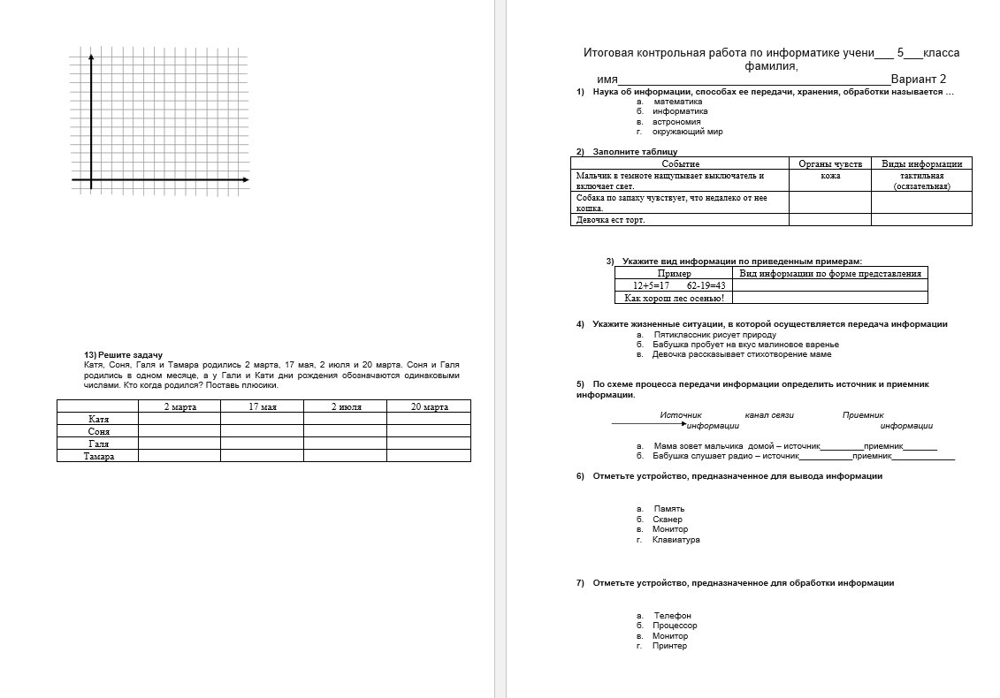 13) Решите задачу
Катя, Соня, Галя и Тамара родились 2 марта, 17 мая, 2 июля и 20 марта. Соня и Галя
родились в одном месяце, а у Гали и Кати дни рождения обозначаются одинаковыми
числами. Кто когда родился? Поставь плюсики.
2 марта 17 мая 2 июля 20 марта
Катя
Соня
Галя
Тамара
Итоговая контрольная работа по информатике учени___ 5___класса
фамилия,
имя___________________________________________Вариант 2
1) Наука об информации, способах ее передачи, хранения, обработки называется …
а. математика
б. информатика
в. астрономия
г. окружающий мир
2) Заполните таблицу
Событие Органы чувств Виды информации
Мальчик в темноте нащупывает выключатель и кожа тактильная
включает свет. (осязательная)
Собака по запаху чувствует, что недалеко от нее
кошка.
Девочка ест торт.
3) Укажите вид информации по приведенным примерам:
Пример Вид информации по форме представления
12+5=17 62-19=43
Как хорош лес осенью!
4) Укажите жизненные ситуации, в которой осуществляется передача информации
а. Пятиклассник рисует природу
б. Бабушка пробует на вкус малиновое варенье
в. Девочка рассказывает стихотворение маме
5) По схеме процесса передачи информации определить источник и приемник
информации.
Источник канал связи Приемник
информации информации
а. Мама зовет мальчика домой – источник_________приемник_______
б. Бабушка слушает радио – источник___________приемник_____________
6) Отметьте устройство, предназначенное для вывода информации
а. Память
б. Сканер
в. Монитор
г. Клавиатура
7) Отметьте устройство, предназначенное для обработки информации
а. Телефон
б. Процессор
в. Монитор
г. Принтер